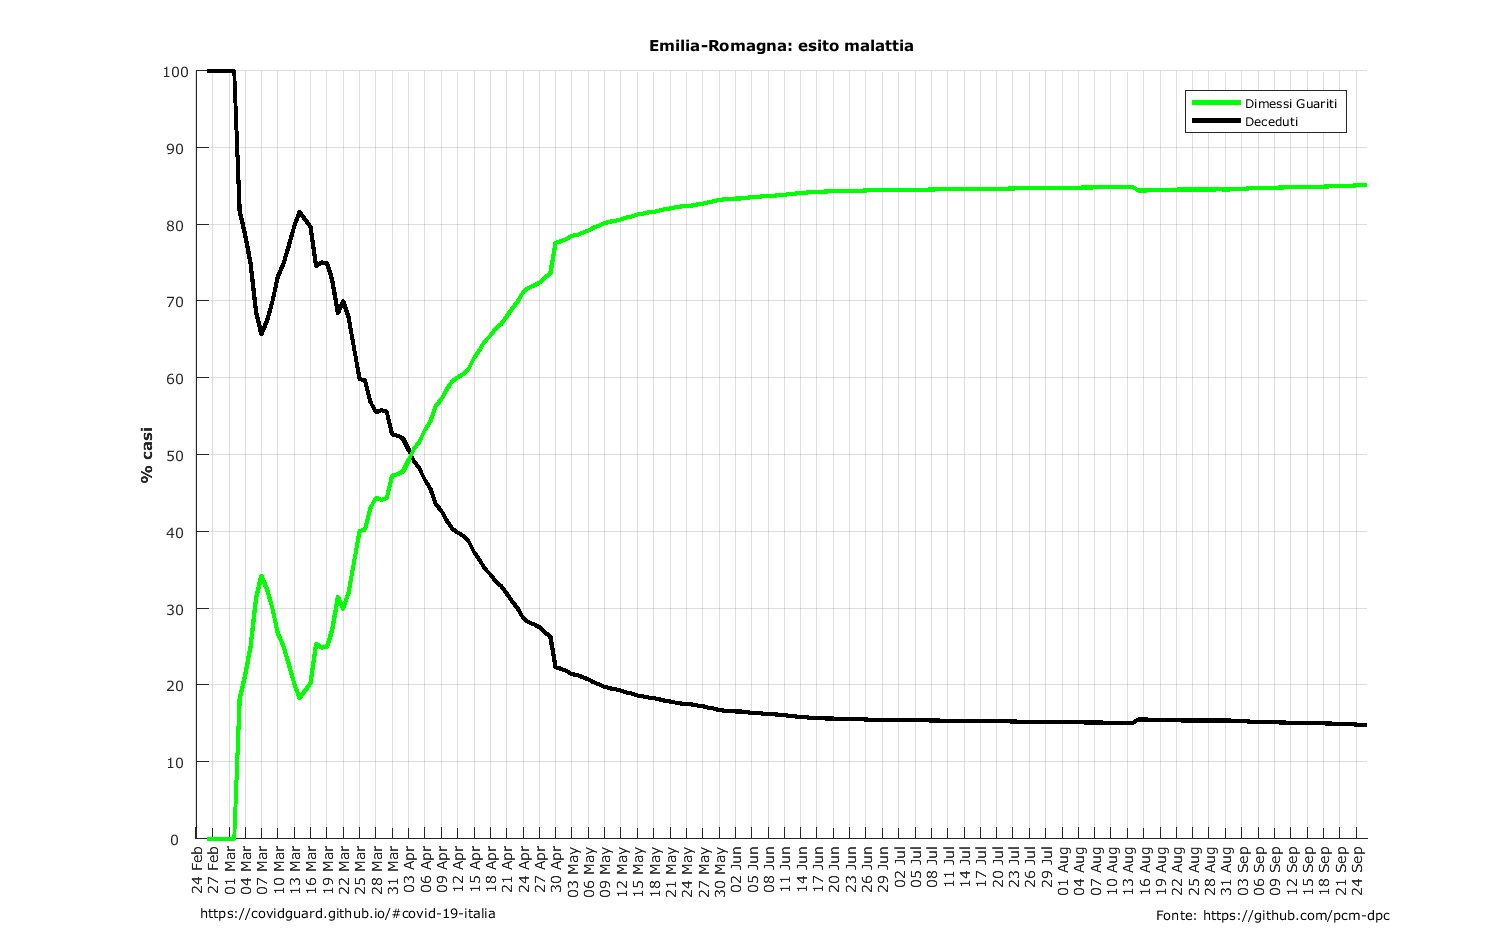 Emilia-Romagna: esito malattia
100
90
80
70
60
50
40
30
20
10
0
% casi
Dimessi Guariti
Deceduti
24 Feb
27 Feb
01 Mar
04 Mar
07 Mar
10 Mar
13 Mar
16 Mar
19 Mar
22 Mar
25 Mar
28 Mar
31 Mar
03 Apr
06 Apr
09 Apr
12 Apr
15 Apr
18 Apr
21 Apr
24 Apr
27 Apr
30 Apr
03 May
06 May
09 May
12 May
15 May
18 May
21 May
24 May
27 May
30 May
02 Jun
05 Jun
08 Jun
11 Jun
14 Jun
17 Jun
20 Jun
23 Jun
26 Jun
29 Jun
02 Jul
05 Jul
08 Jul
11 Jul
14 Jul
17 Jul
20 Jul
23 Jul
26 Jul
29 Jul
01 Aug
04 Aug
07 Aug
10 Aug
13 Aug
16 Aug
19 Aug
22 Aug
25 Aug
28 Aug
31 Aug
03 Sep
06 Sep
09 Sep
12 Sep
15 Sep
18 Sep
21 Sep
24 Sep
https://covidguard.github.io/#covid-19-italia
Fonte: https://github.com/pcm-dpc